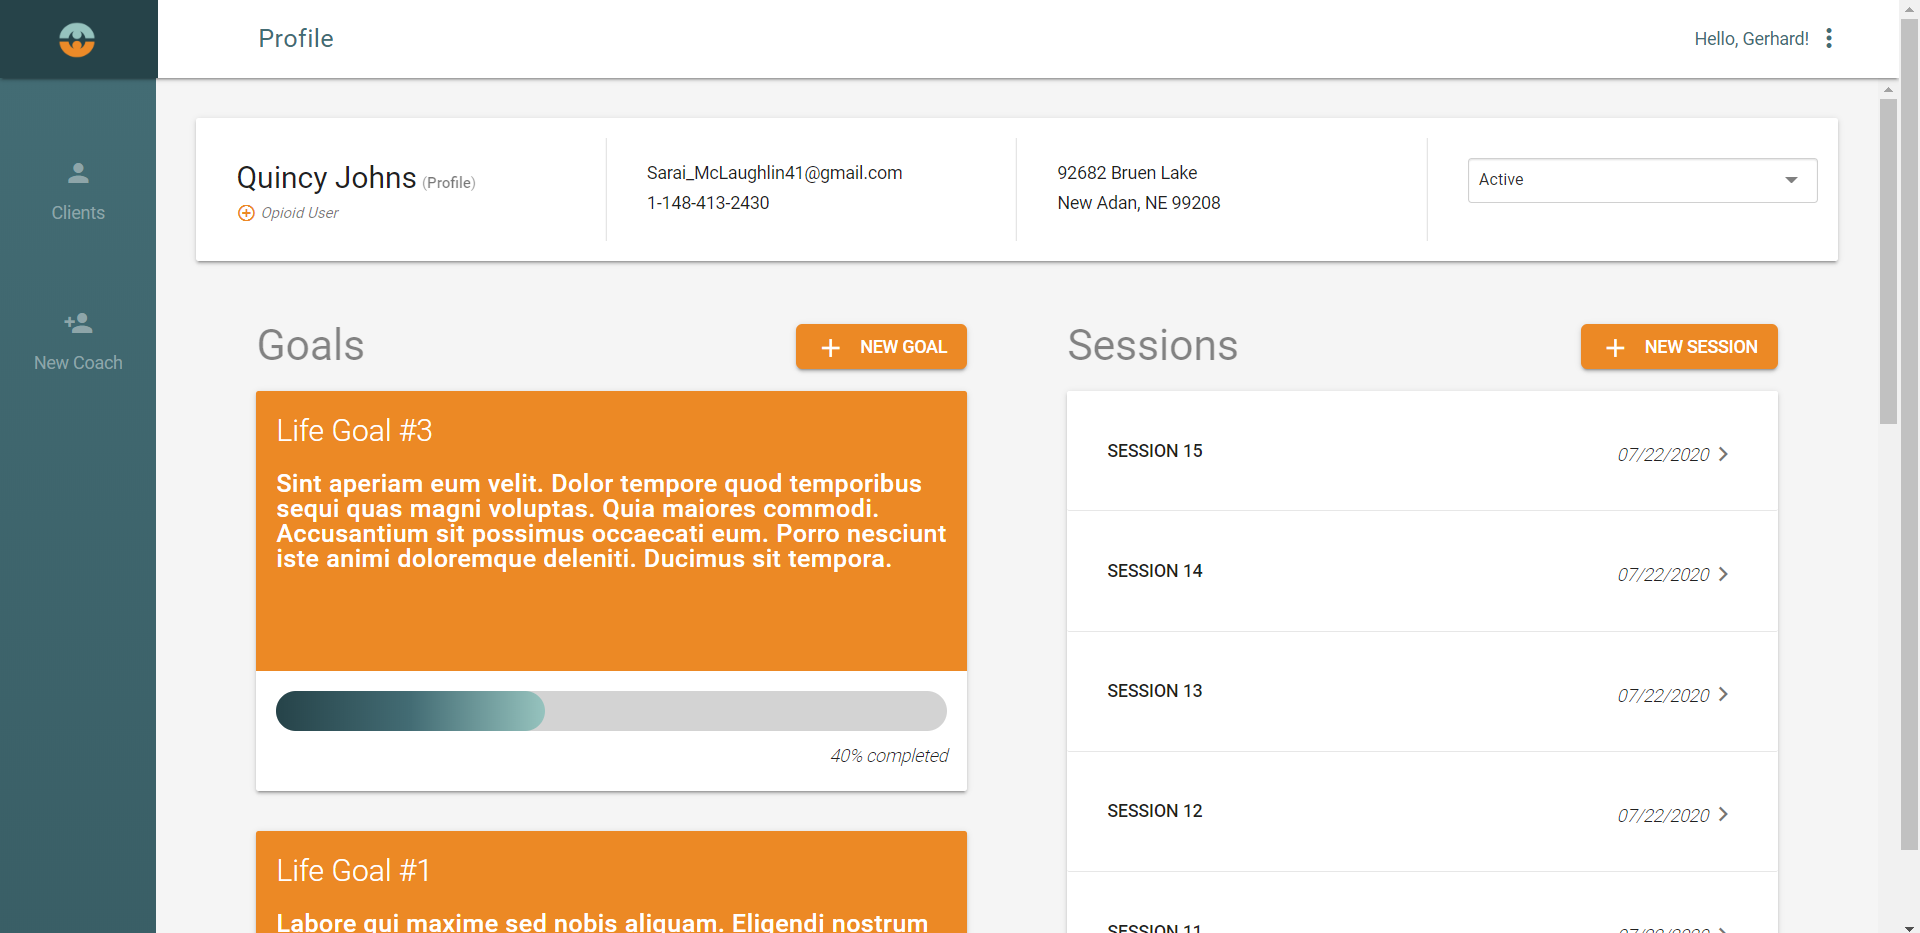 Profile
Hello, Gerhard!
Clients
New Coach
Quincy Johns (Profile)
Opioid User
Sarai_McLaughlin41@gmail.com
1-148-413-2430
92682 Bruen Lake
New Adan, NE 99208
Active
Goals
NEW GOAL
Life Goal #3
Sint aperiam eum velit. Dolor tempore quod temporibus
sequi quas magni voluptas. Quia maiores commodi.
Accusantium sit possimus occaecati eum. Porro nesciunt
iste animi doloremque deleniti. Ducimus sit tempora.
40% completed
Life Goal #1
Labore qui maxime sed nobis aliquam. Eligendi nostrum
Sessions
NEW SESSION
SESSION 15
07/22/2020
SESSION 14
07/22/2020
SESSION 13
07/22/2020
SESSION 12
07/22/2020
SESSION 11
07/22/2020